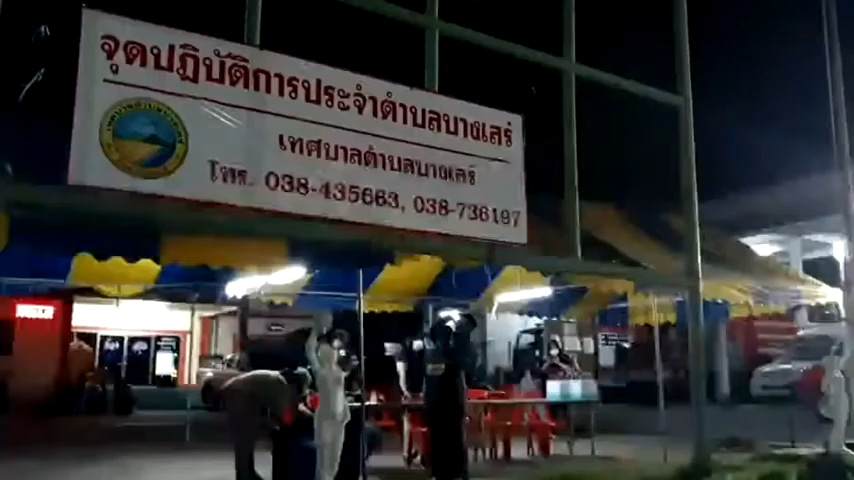 จุดปฏิบัติการประจำตำบลบางเสร่
เทศบาลตำบลบางเสร่
โทร. 038-435663, 038-736197